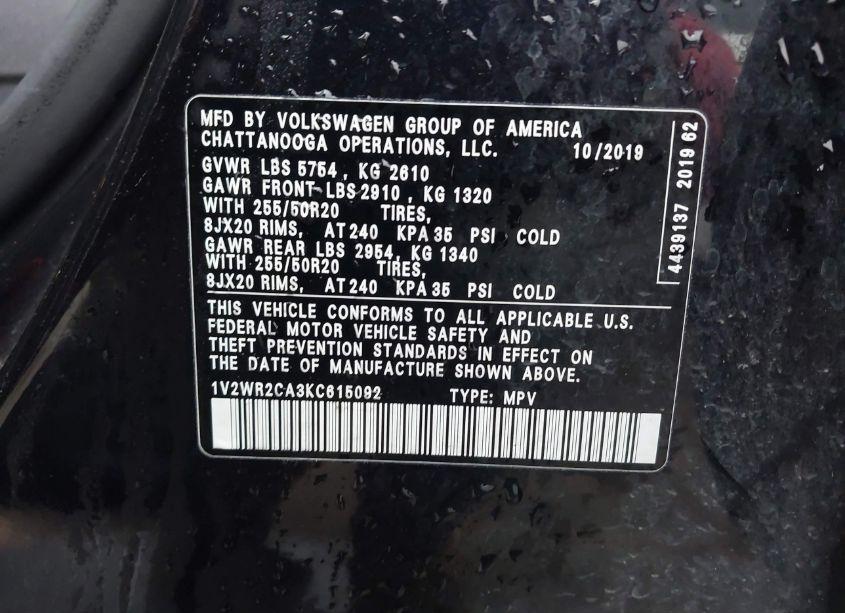 MFD BY VOLKSWAGEN GROUP OF AMERICA
CHATTANOOGA OPERATIONS, LLC. 10/2019
GVWR LBS 5754 , KG 2610
GAWR FRONT LBS 2910 , KG 1320
WITH 255/50R20 TIRES,
8JX20 RIMS, AT 240 KPA 35 PSI COLD
GAWR REAR LBS 2954, KG 1340
WITH 255/50R20 TIRES,
8JX20 RIMS, AT 240 KPA 35 PSI COLD
THIS VEHICLE CONFORMS TO ALL APPLICABLE U.S.
FEDERAL MOTOR VEHICLE SAFETY AND
THEFT PREVENTION STANDARDS IN EFFECT ON
THE DATE OF MANUFACTURE SHOWN ABOVE.
1V2WR2CA3KC615092 TYPE: MPV
4439137 2019 62